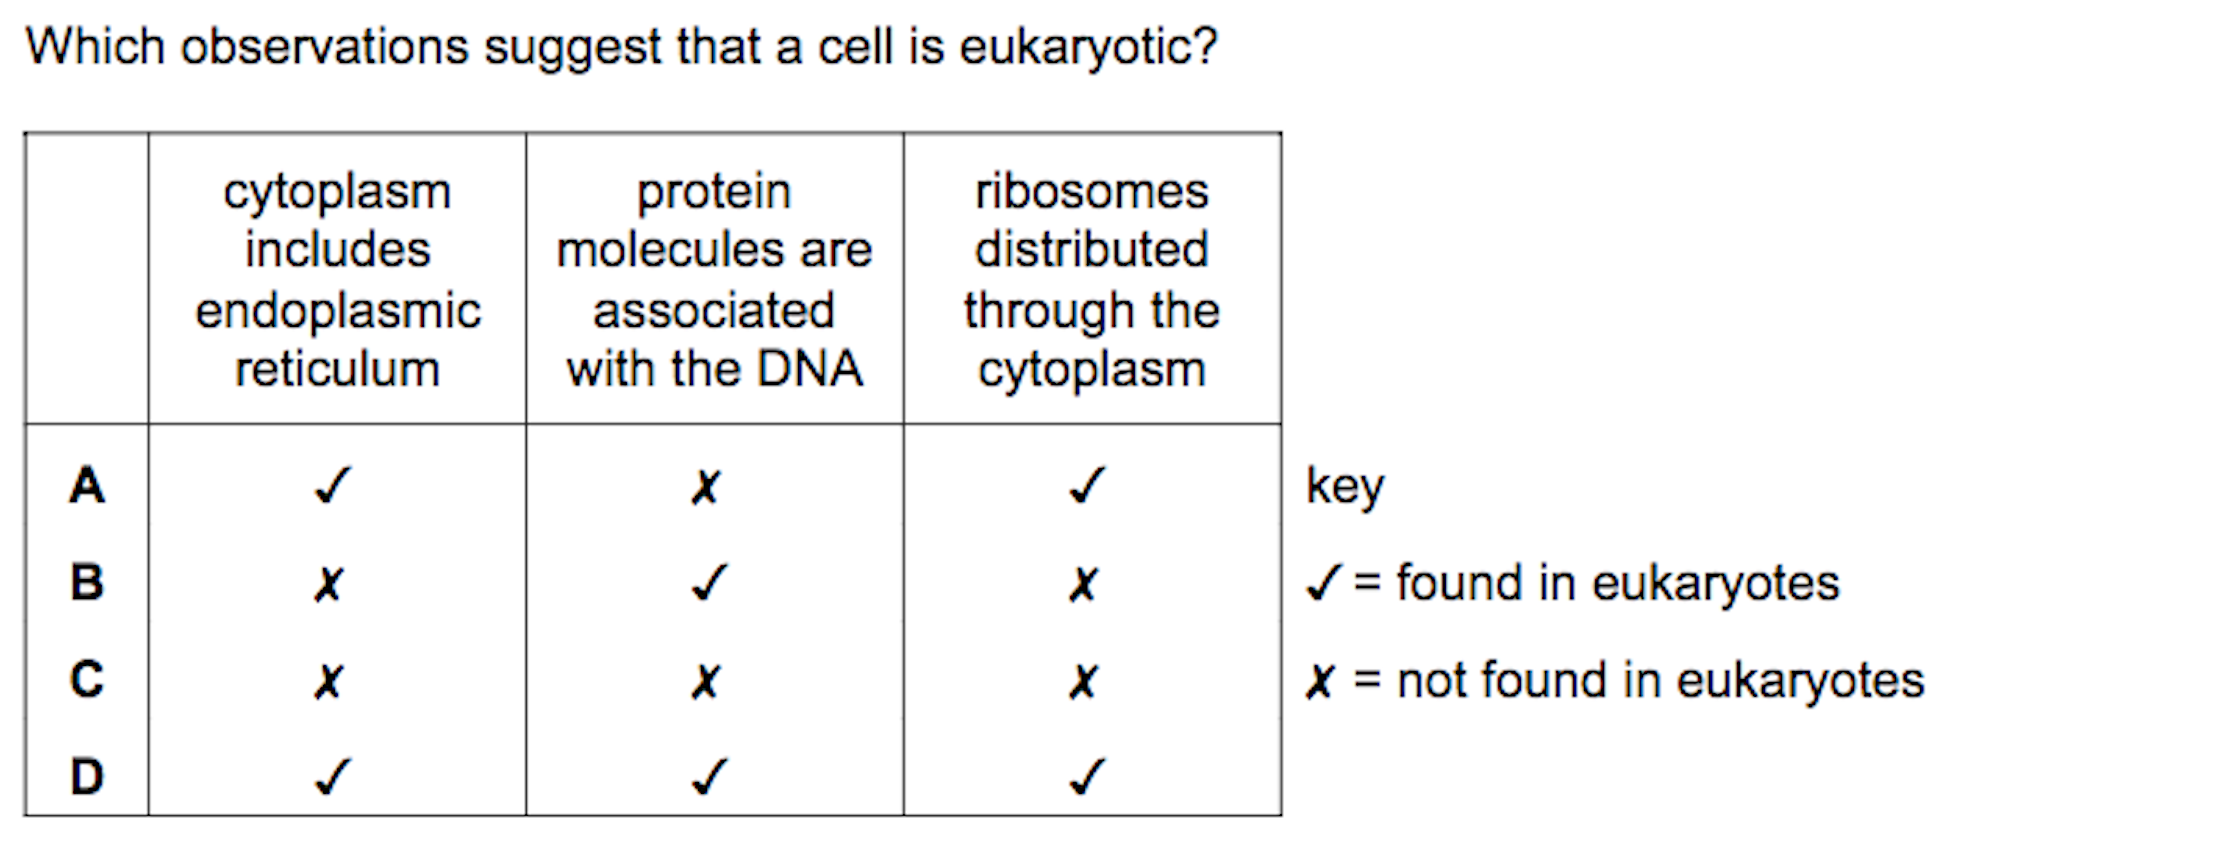 Which observations suggest that a cell is eukaryotic?
cytoplasm includes endoplasmic reticulum
protein molecules are associated with the DNA
ribosomes distributed through the cytoplasm
A ✓ ✗ ✓
key
B ✗ ✓ ✗
✓ = found in eukaryotes
C ✗ ✗ ✗
✗ = not found in eukaryotes
D ✓ ✓ ✓